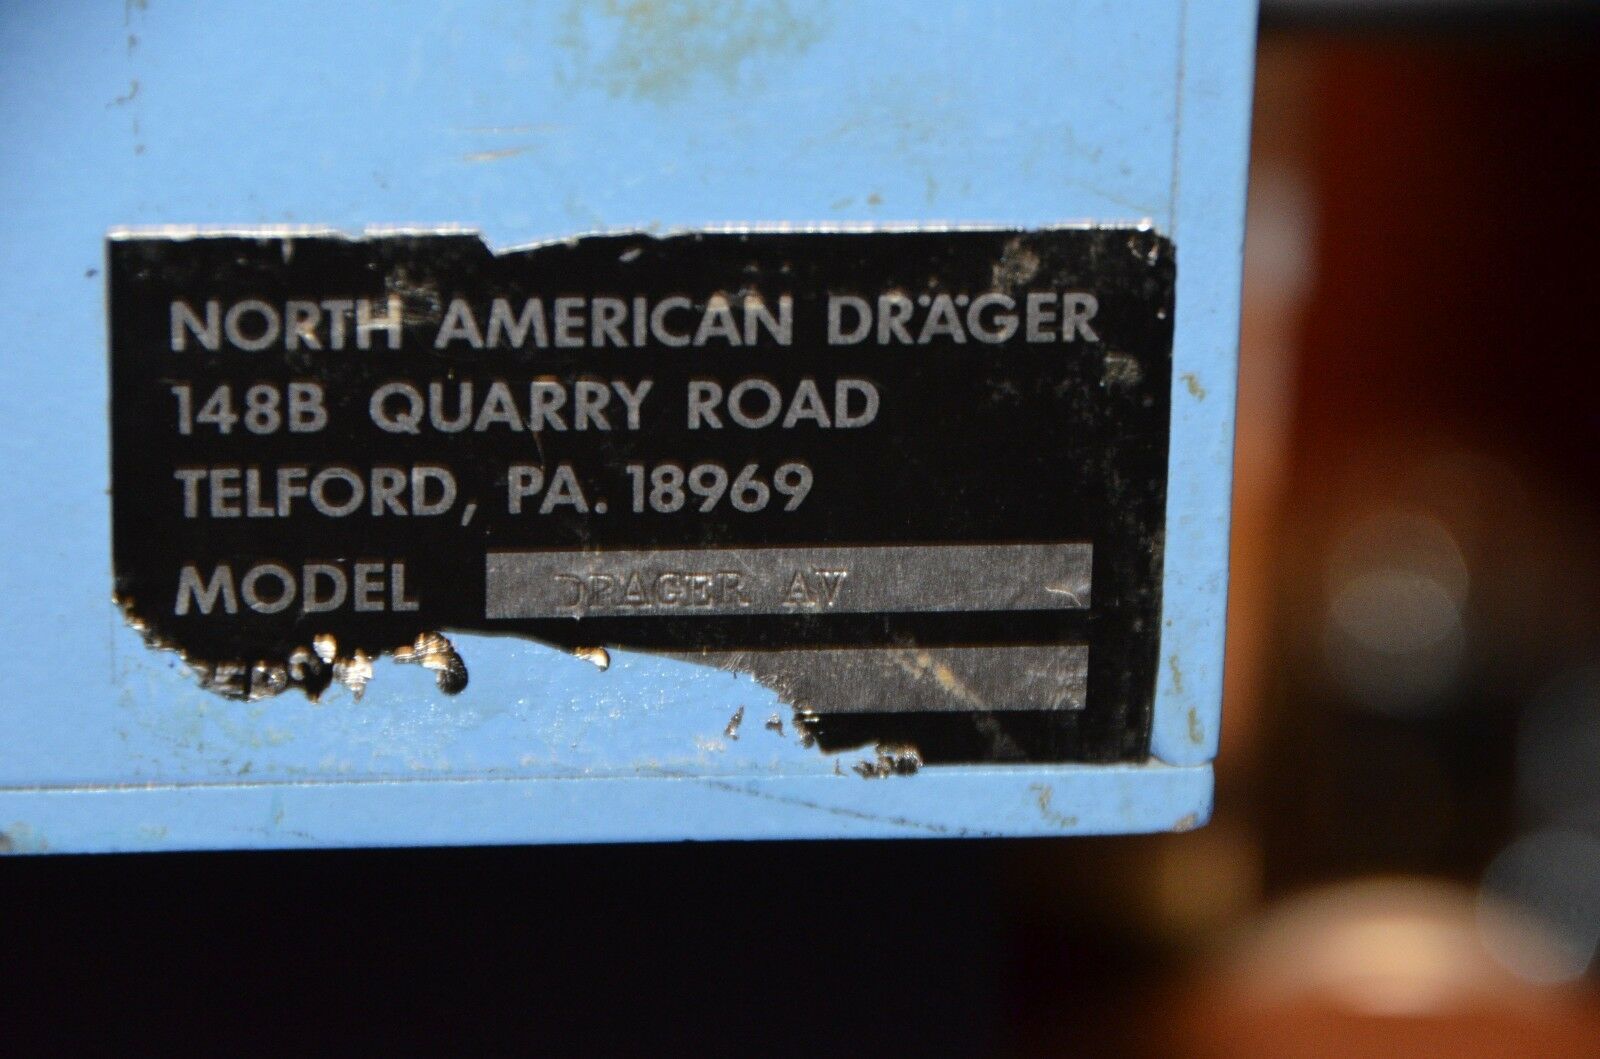 NORTH AMERICAN DRÄGER
148B QUARRY ROAD
TELFORD, PA. 18969
MODEL DRAGER AV